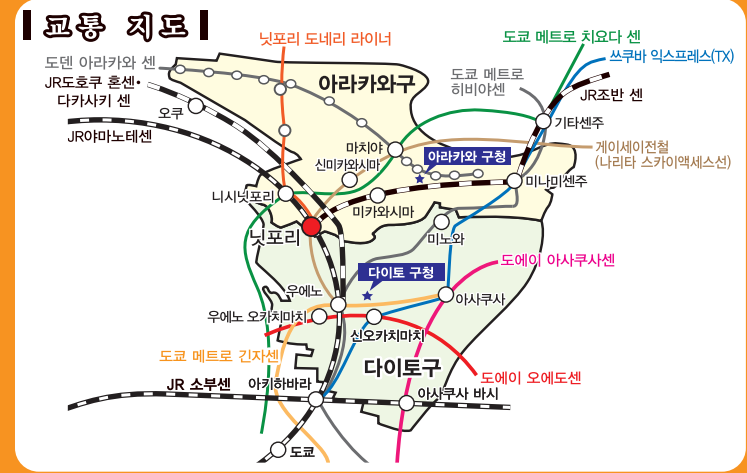 교통 지도
닛포리 도네리 라이너
도쿄 메트로 치요다 센
도덴 아라카와 센
쓰쿠바 익스프레스(TX)
JR도호쿠 혼센•
다카사키 센
아라카와구
도쿄 메트로
히비야센
JR조반 센
오쿠
기타센주
JR야마노테센
마치야
신미카와시마
아라카와 구청
게이세이전철
(나리타 스카이액세스선)
니시닛포리
미카와시마
미나미센주
닛포리
미노와
다이토 구청
도에이 아사쿠사센
우에노
아사쿠사
우에노 오카치마치
신오카치마치
도쿄 메트로 긴자센
다이토구
도에이 오에도센
JR 소부센
아키하바라
아사쿠사 바시
도쿄